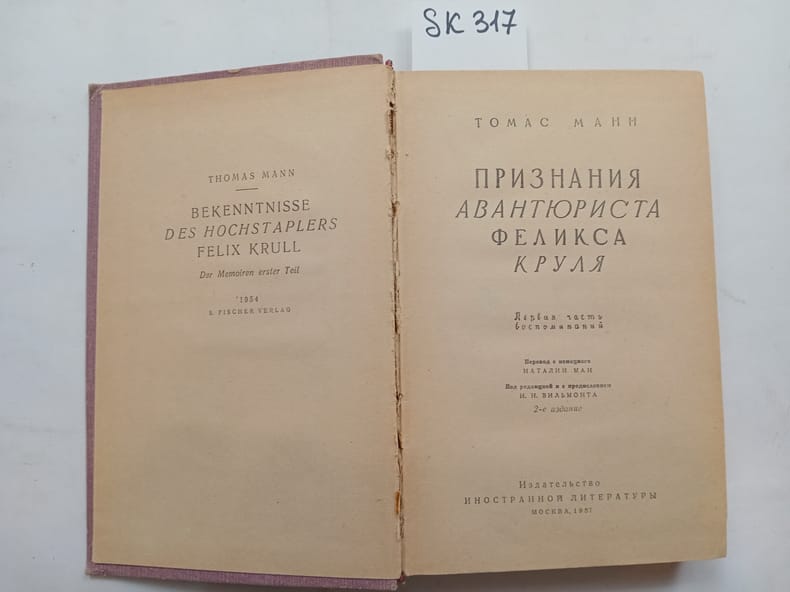 SK 317
THOMAS MANN
BEKENNTNISSE
DES HOCHSTAPLERS
FELIX KRULL
Der Memoiren erster Teil
1954
S. FISCHER VERLAG
ТОМАС МАНН
ПРИЗНАНИЯ
АВАНТЮРИСТА
ФЕЛИКСА
КРУЛЯ
Первая часть
воспоминаний
Перевод с немецкого
НАТАЛИИ МАН
Под редакцией и с предисловием
Н. Н. ВИЛЬМОНТА
2-е издание
Издательство
ИНОСТРАННОЙ ЛИТЕРАТУРЫ
МОСКВА, 1957